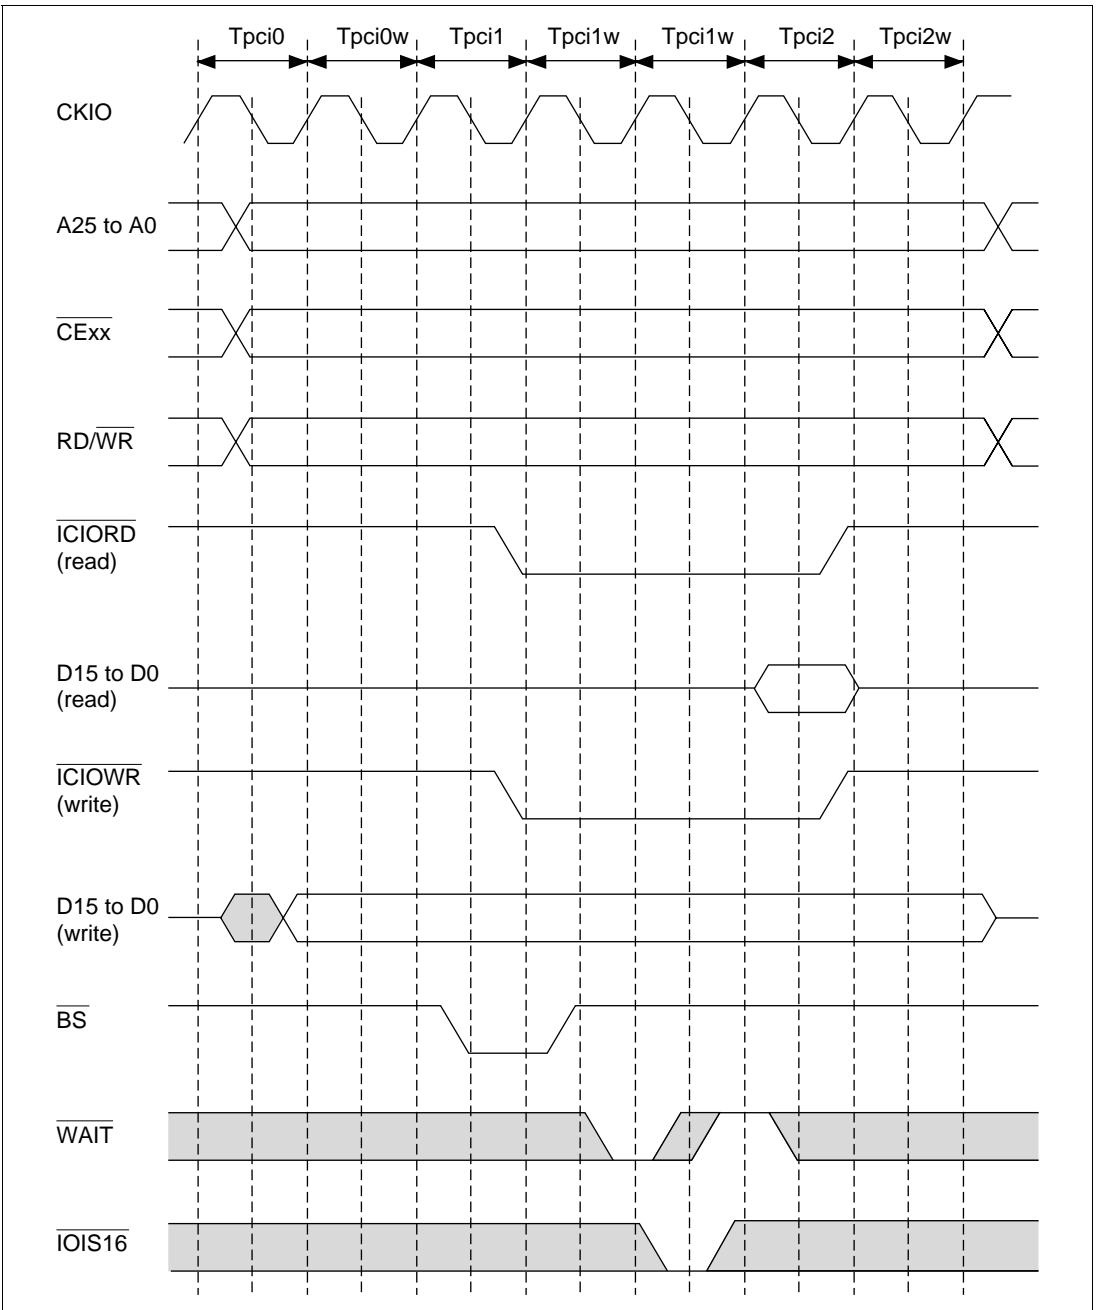 Tpci0 Tpci0w Tpci1 Tpci1w Tpci1w Tpci2 Tpci2w
CKIO
A25 to A0
CExx
RD/WR
ICIORD
(read)
D15 to D0
(read)
ICIOWR
(write)
D15 to D0
(write)
BS
WAIT
IOIS16